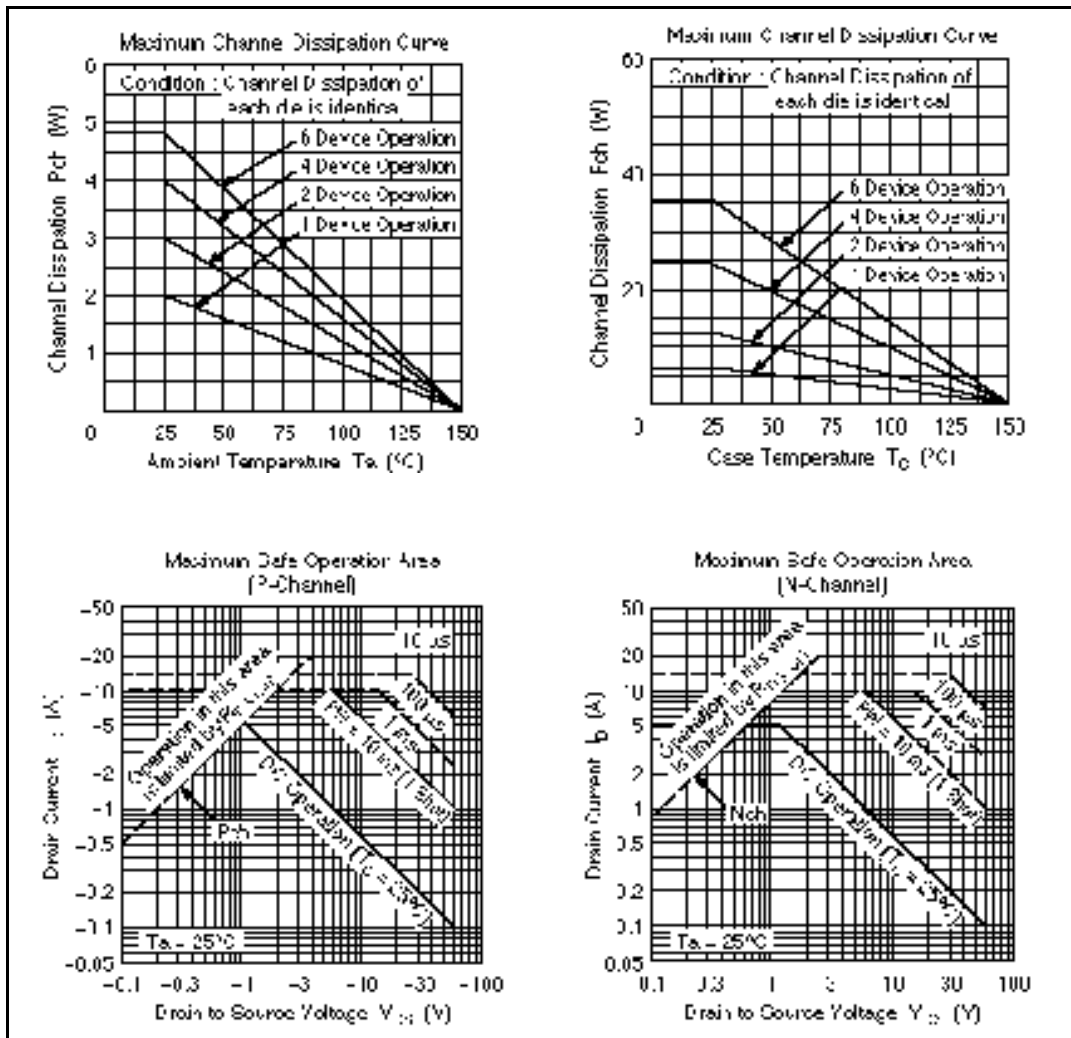 Maximum Channel Dissipation Curve
Condition : Channel Dissipation of
each die is identical
6 Device Operation
4 Device Operation
2 Device Operation
1 Device Operation
Channel Dissipation Pch (W)
6
5
4
3
2
1
0 25 50 75 100 125 150
Ambient Temperature Ta (°C)
Maximum Channel Dissipation Curve
Condition : Channel Dissipation of
each die is identical
6 Device Operation
4 Device Operation
2 Device Operation
1 Device Operation
Channel Dissipation Pch (W)
60
40
20
0 25 50 75 100 125 150
Case Temperature TC (°C)
Maximum Safe Operation Area
(P-Channel)
Drain Current (A)
-50
-20
-10
-5
-2
-1
-0.5
-0.2
-0.05
10 µs
100 µs
1 ms
PW = 10 ms (1 Shot)
DC Operation
Operation in this area
is limited by
Pch
Ta = 25°C
-0.1 -0.3 -1 -3 -10 -30 -100
Drain to Source Voltage (V)
Maximum Safe Operation Area
(N-Channel)
Drain Current ID (A)
50
20
10
5
2
1
0.5
0.2
0.1
0.05
10 µs
100 µs
1 ms
PW = 10 ms (1 Shot)
DC Operation
Operation in this area
is limited by
Nch
Ta = 25°C
0.1 0.3 1 3 10 30 100
Drain to Source Voltage (V)